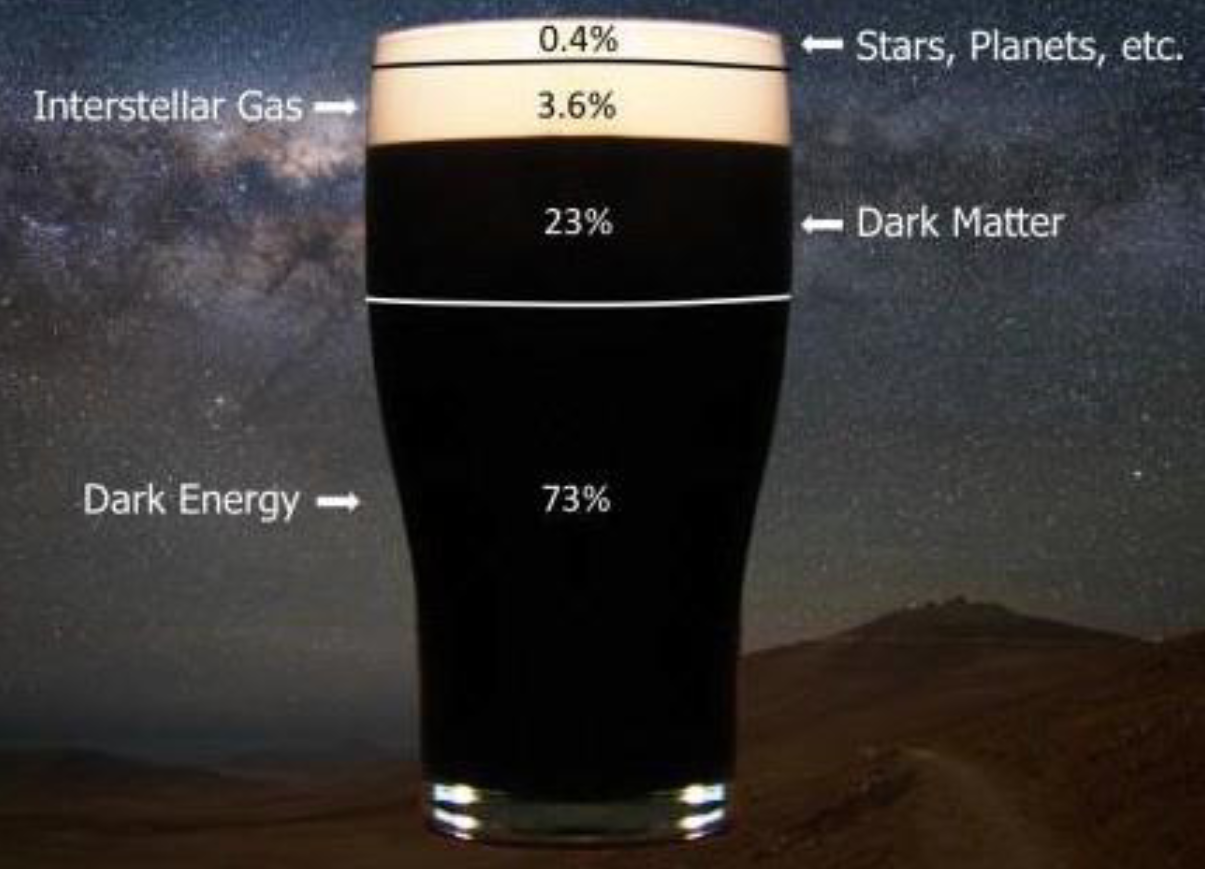 0.4%
Stars, Planets, etc.
Interstellar Gas
3.6%
23%
Dark Matter
Dark Energy
73%